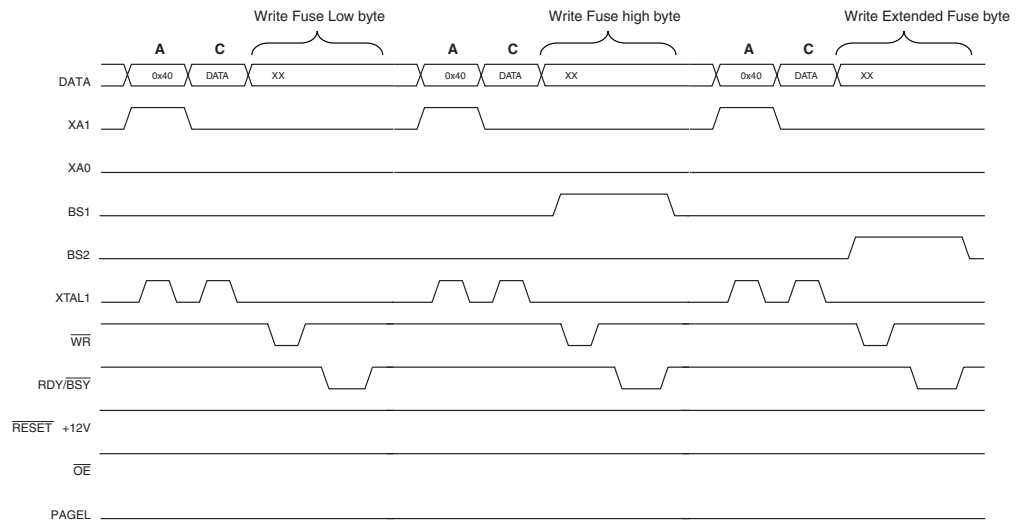 Write Fuse Low byte Write Fuse high byte Write Extended Fuse byte
A C A C A C
DATA 0x40 DATA XX 0x40 DATA XX 0x40 DATA XX
XA1
XA0
BS1
BS2
XTAL1
WR
RDY/BSY
RESET +12V
OE
PAGEL